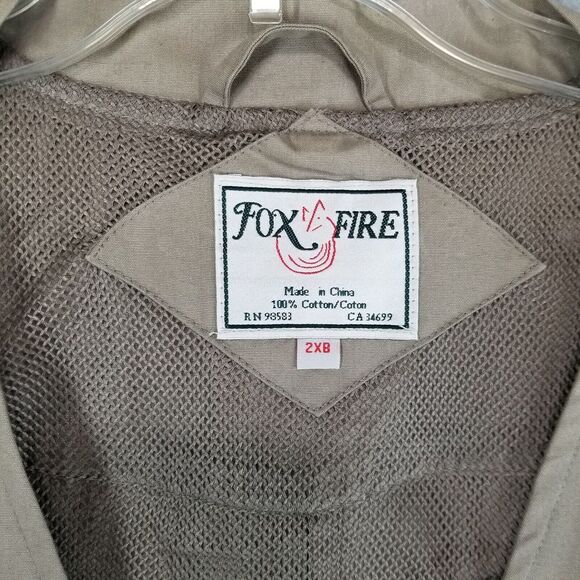 FOX FIRE
Made in China
100% Cotton/Coton
RN 98583 CA 34699
2XB